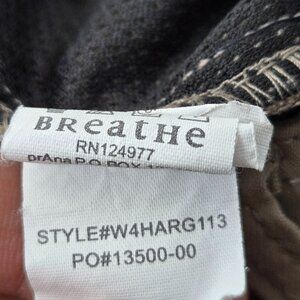 BReatHe
RN124977
prAna P.O. BOX
STYLE#W4HARG113
PO#13500-00